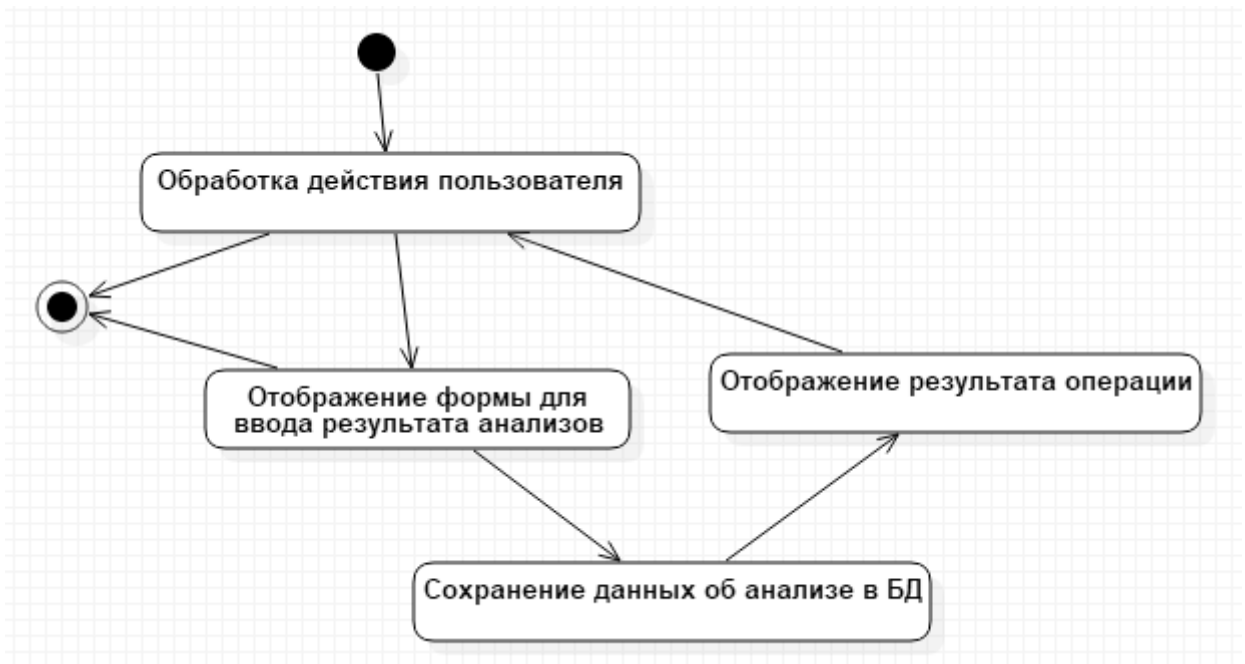 Обработка действия пользователя
Отображение формы для
ввода результата анализов
Отображение результата операции
Сохранение данных об анализе в БД